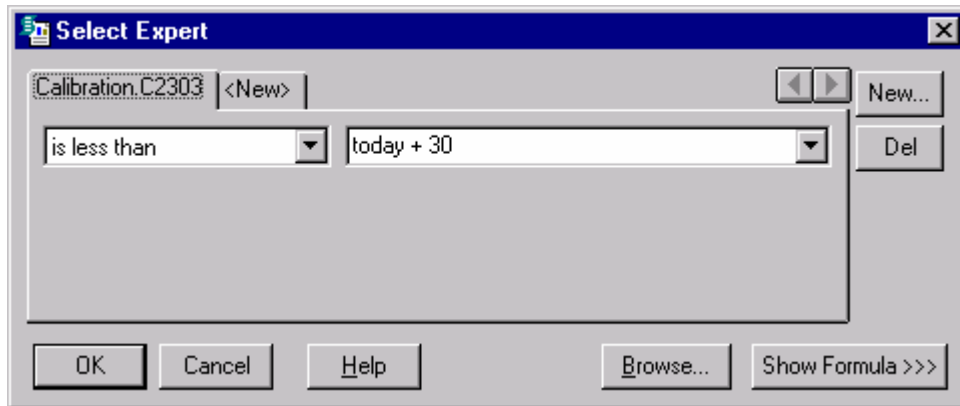 Select Expert
Calibration.C2303 <New> New...
is less than today + 30 Del
OK Cancel Help Browse... Show Formula >>>